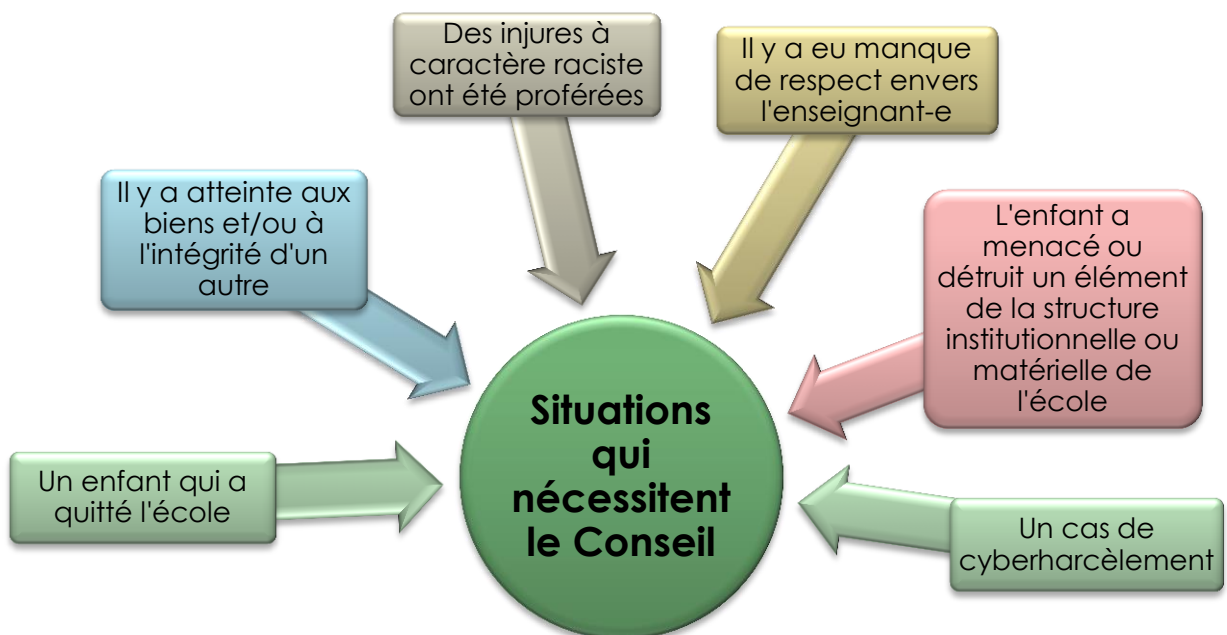 Des injures à
caractère raciste
ont été proférées
Il y a eu manque
de respect envers
l'enseignant-e
Il y a atteinte aux
biens et/ou à
l'intégrité d'un
autre
L'enfant a
menacé ou
détruit un élément
de la structure
institutionnelle ou
matérielle de
l'école
Situations
qui
nécessitent
le Conseil
Un enfant qui a
quitté l'école
Un cas de
cyberharcèlement